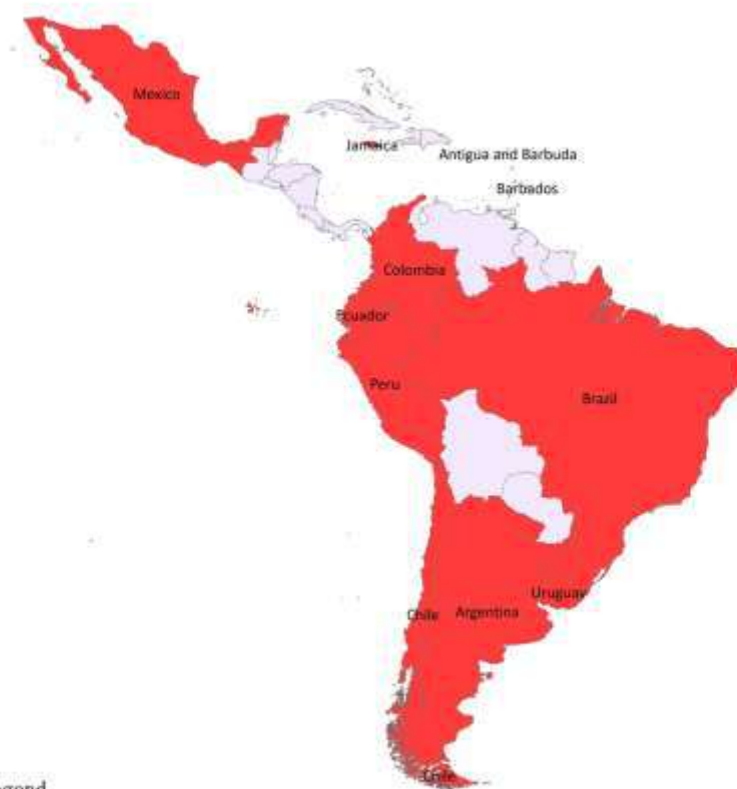 Mexico
Jamaica
Antigua and Barbuda
Barbados
Colombia
Ecuador
Peru
Brazil
Uruguay
Chile
Argentina
Chile